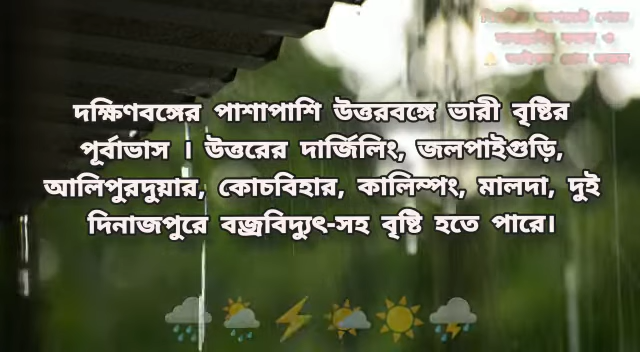 দক্ষিণবঙ্গের পাশাপাশি উত্তরবঙ্গে ভারী বৃষ্টির
পূর্বাভাস । উত্তরের দার্জিলিং, জলপাইগুড়ি,
আলিপুরদুয়ার, কোচবিহার, কালিম্পং, মালদা, দুই
দিনাজপুরে বজ্রবিদ্যুৎ-সহ বৃষ্টি হতে পারে।